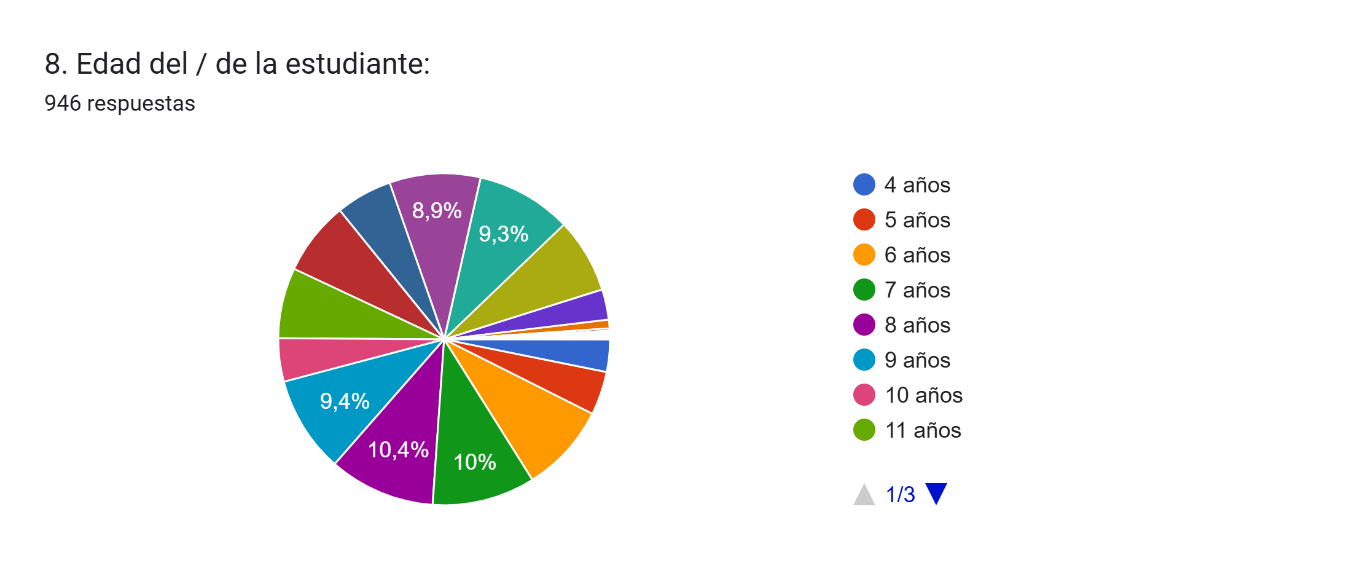 8. Edad del / de la estudiante:
946 respuestas
8,9%
9,3%
9,4%
10,4%
10%
4 años
5 años
6 años
7 años
8 años
9 años
10 años
11 años
1/3